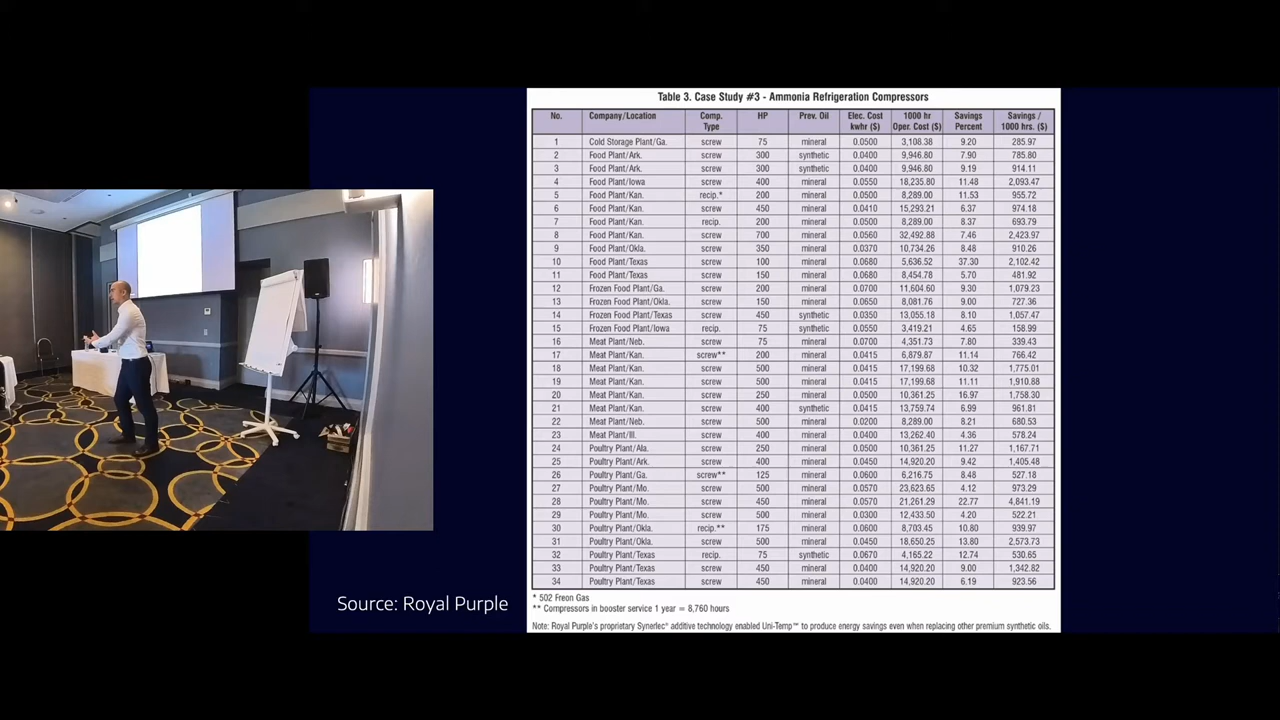 Table 3. Case Study #3 - Ammonia Refrigeration Compressors
No. Company/Location Comp. Type HP Prev. Oil Elec. Cost kwhr ($) 1000 hr Oper. Cost ($) Savings Percent Savings / 1000 hrs. ($)
1 Cold Storage Plant/Ga. screw 75 mineral 0.0500 3,108.38 9.20 285.97
2 Food Plant/Ark. screw 300 synthetic 0.0400 9,946.80 7.90 785.80
3 Food Plant/Ark. screw 300 synthetic 0.0400 9,946.80 9.19 914.11
4 Food Plant/Iowa screw 400 mineral 0.0550 18,235.80 11.48 2,093.47
5 Food Plant/Kan. recip.* 200 mineral 0.0500 8,289.00 11.53 955.72
6 Food Plant/Kan. screw 450 mineral 0.0410 15,293.21 6.37 974.18
7 Food Plant/Kan. recip. 200 mineral 0.0500 8,289.00 8.37 693.79
8 Food Plant/Kan. screw 700 mineral 0.0560 32,492.88 7.46 2,423.97
9 Food Plant/Okla. screw 350 mineral 0.0370 10,734.26 8.48 910.26
10 Food Plant/Texas screw 100 mineral 0.0680 5,636.52 37.30 2,102.42
11 Food Plant/Texas screw 150 mineral 0.0680 8,454.78 5.70 481.92
12 Frozen Food Plant/Ga. screw 200 mineral 0.0700 11,604.60 9.30 1,079.23
13 Frozen Food Plant/Okla. screw 150 mineral 0.0650 8,081.76 9.00 727.36
14 Frozen Food Plant/Texas screw 450 synthetic 0.0350 13,055.18 8.10 1,057.47
15 Frozen Food Plant/Iowa recip. 75 synthetic 0.0550 3,419.21 4.65 158.99
16 Meat Plant/Neb. screw 75 mineral 0.0700 4,351.73 7.80 339.43
17 Meat Plant/Kan. screw** 200 mineral 0.0415 6,879.87 11.14 766.42
18 Meat Plant/Kan. screw 500 mineral 0.0415 17,199.68 10.32 1,775.01
19 Meat Plant/Kan. screw 500 mineral 0.0415 17,199.68 11.11 1,910.88
20 Meat Plant/Kan. screw 250 mineral 0.0500 10,361.25 16.97 1,758.30
21 Meat Plant/Kan. screw 400 synthetic 0.0415 13,759.74 6.99 961.81
22 Meat Plant/Neb. screw 500 mineral 0.0200 8,289.00 8.21 680.53
23 Meat Plant/Ill. screw 400 mineral 0.0400 13,262.40 4.36 578.24
24 Poultry Plant/Ala. screw 250 mineral 0.0500 10,361.25 11.27 1,167.71
25 Poultry Plant/Ark. screw 400 mineral 0.0450 14,920.20 9.42 1,405.48
26 Poultry Plant/Ga. screw** 125 mineral 0.0600 6,216.75 8.48 527.18
27 Poultry Plant/Mo. screw 500 mineral 0.0570 23,623.65 4.12 973.29
28 Poultry Plant/Mo. screw 450 mineral 0.0570 21,261.29 22.77 4,841.19
29 Poultry Plant/Mo. screw 500 mineral 0.0300 12,433.50 4.20 522.21
30 Poultry Plant/Okla. recip.** 175 mineral 0.0600 8,703.45 10.80 939.97
31 Poultry Plant/Okla. screw 500 mineral 0.0450 18,650.25 13.80 2,573.73
32 Poultry Plant/Texas recip. 75 synthetic 0.0670 4,165.22 12.74 530.65
33 Poultry Plant/Texas screw 450 mineral 0.0400 14,920.20 9.00 1,342.82
34 Poultry Plant/Texas screw 450 mineral 0.0400 14,920.20 6.19 923.56
* 502 Freon Gas
** Compressors in booster service 1 year = 8,760 hours
Note: Royal Purple's proprietary Synerlec® additive technology enabled Uni-Temp™ to produce energy savings even when replacing other premium synthetic oils.
Source: Royal Purple